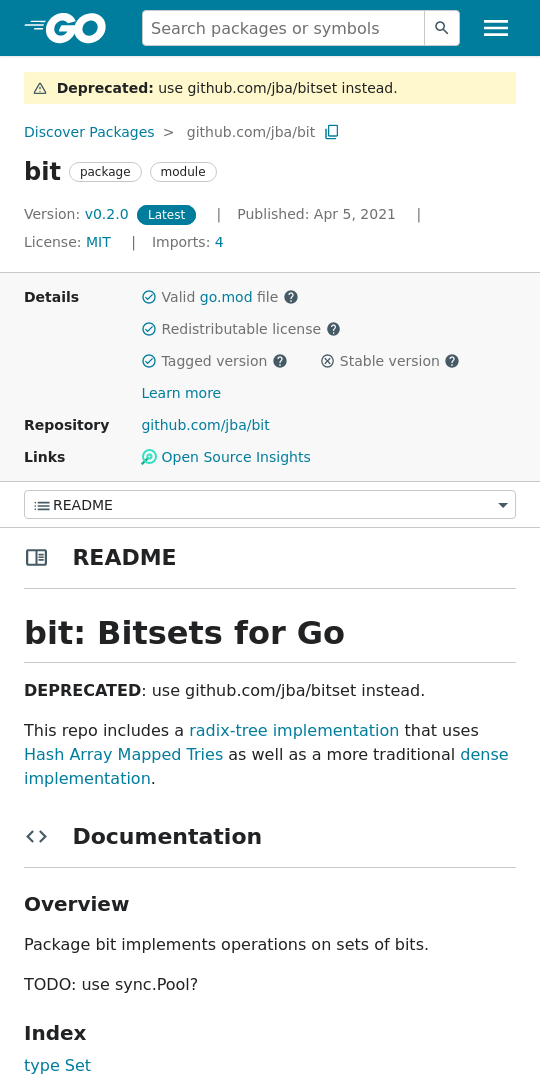 GO
Search packages or symbols
Deprecated: use github.com/jba/bitset instead.
Discover Packages > github.com/jba/bit
bit package module
Version: v0.2.0 Latest | Published: Apr 5, 2021 |
License: MIT | Imports: 4
Details Valid go.mod file ?
Redistributable license ?
Tagged version ? Stable version ?
Learn more
Repository github.com/jba/bit
Links Open Source Insights
README
README
bit: Bitsets for Go
DEPRECATED: use github.com/jba/bitset instead.
This repo includes a radix-tree implementation that uses
Hash Array Mapped Tries as well as a more traditional dense
implementation.
Documentation
Overview
Package bit implements operations on sets of bits.
TODO: use sync.Pool?
Index
type Set